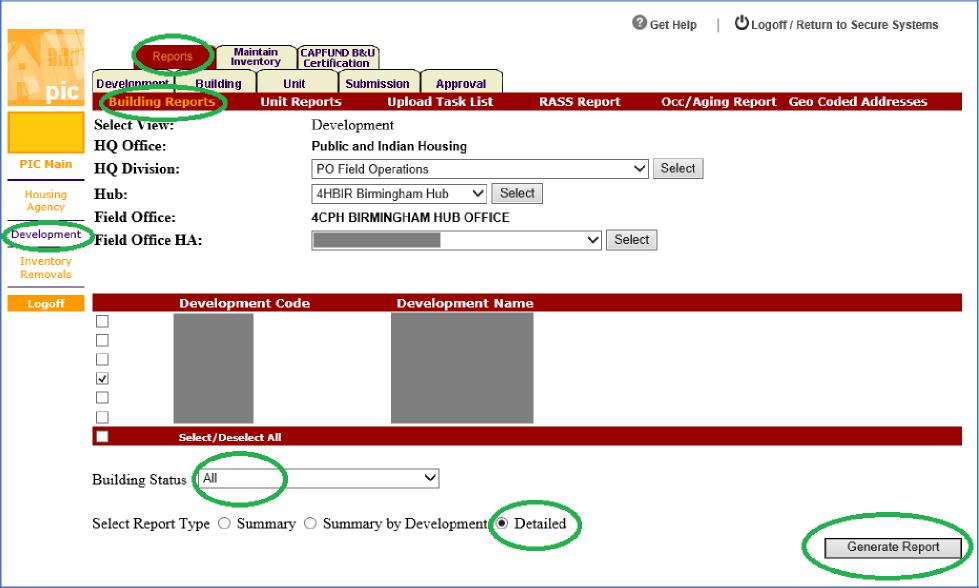 Get Help | Logoff / Return to Secure Systems
Reports Maintain Inventory CAPFUND B&U Certification
Development Building Unit Submission Approval
pic
Building Reports Unit Reports Upload Task List RASS Report Occ/Aging Report Geo Coded Addresses
Select View: Development
HQ Office: Public and Indian Housing
PIC Main
HQ Division: PO Field Operations Select
Housing Agency
Hub: 4HBIR Birmingham Hub Select
Field Office: 4CPH BIRMINGHAM HUB OFFICE
Development
Field Office HA: Select
Inventory Removals
Logoff
Development Code Development Name
Select/Deselect All
Building Status All
Select Report Type Summary Summary by Development Detailed
Generate Report